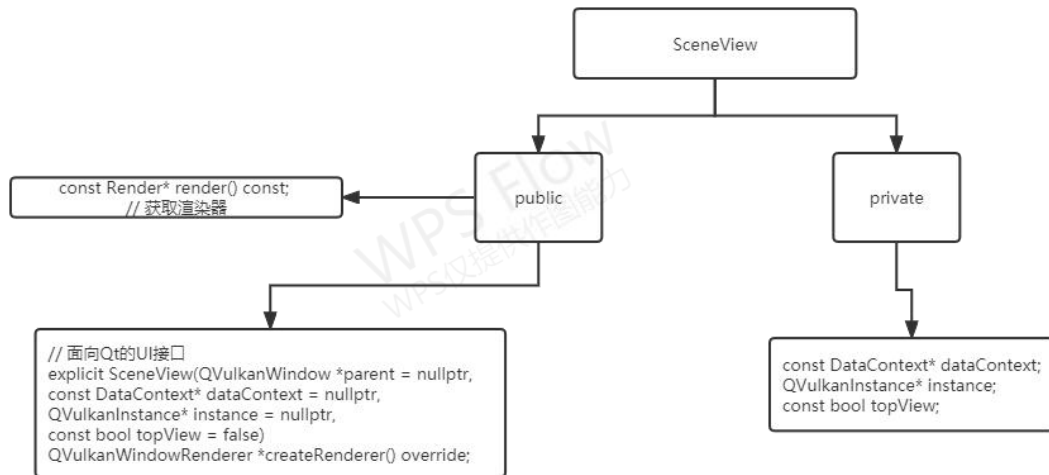 SceneView
public
private
const Render* render() const;
// 获取渲染器
// 面向Qt的UI接口
explicit SceneView(QVulkanWindow *parent = nullptr,
const DataContext* dataContext = nullptr,
QVulkanInstance* instance = nullptr,
const bool topView = false)
QVulkanWindowRenderer *createRenderer() override;
const DataContext* dataContext;
QVulkanInstance* instance;
const bool topView;
WPS Flow
WPS仅提供作图能力